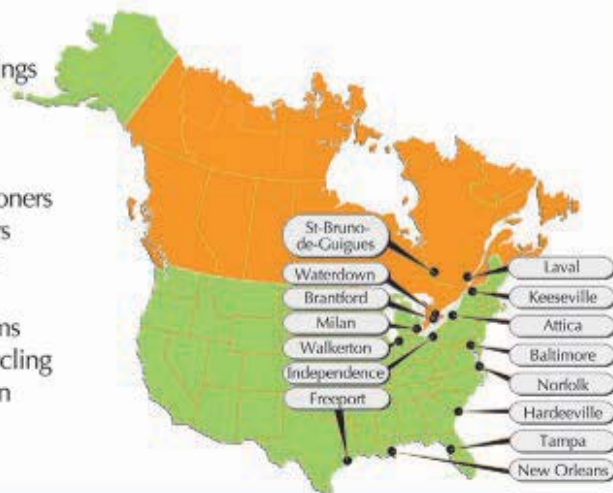 ings
oners
rs
ns
cling
n
St-Bruno-
de-Guigues
Waterdown
Brantford
Milan
Walkerton
Independence
Freeport
Laval
Keeseville
Attica
Baltimore
Norfolk
Hardeeville
Tampa
New Orleans